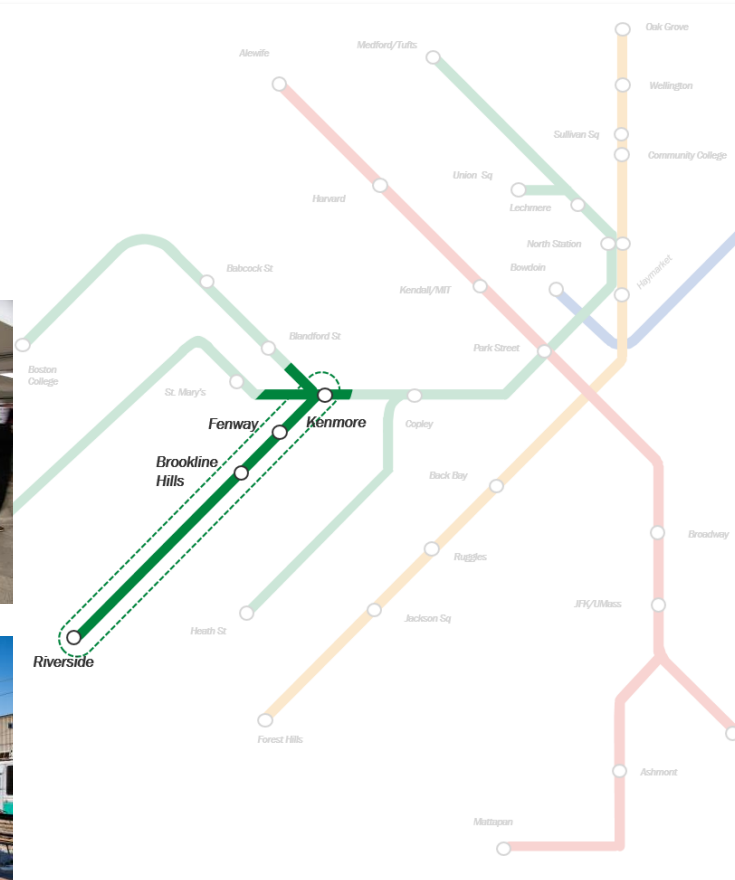 Oak Grove
Medford/Tufts
Alewife
Wellington
Sullivan Sq
Community College
Union Sq
Harvard
Lechmere
North Station
Bowdoin
Haymarket
Babcock St
Kendall/MIT
Blandford St
Park Street
Boston
College
St. Mary's
Fenway
Kenmore
Copley
Brookline
Hills
Back Bay
Broadway
Ruggles
JFK/UMass
Jackson Sq
Heath St
Riverside
Forest Hills
Ashmont
Mattapan